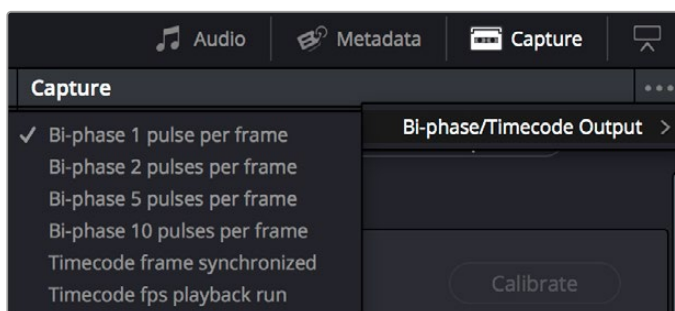 Audio Metadata Capture
Capture
Bi-phase/Timecode Output >
✓ Bi-phase 1 pulse per frame
Bi-phase 2 pulses per frame
Bi-phase 5 pulses per frame
Bi-phase 10 pulses per frame
Timecode frame synchronized
Timecode fps playback run
Calibrate